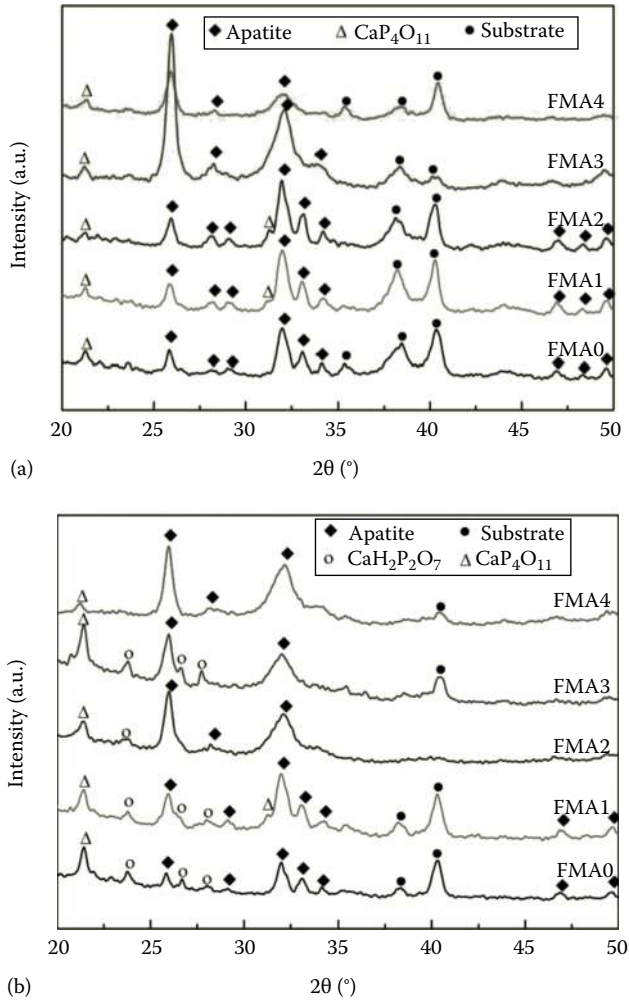 ◆ Apatite Δ CaP₄O₁₁ ● Substrate
FMA4
FMA3
FMA2
FMA1
FMA0
Intensity (a.u.)
20 25 30 35 40 45 50
(a) 2θ (°)
◆ Apatite ● Substrate
o CaH₂P₂O₇ Δ CaP₄O₁₁
FMA4
FMA3
FMA2
FMA1
FMA0
Intensity (a.u.)
20 25 30 35 40 45 50
(b) 2θ (°)